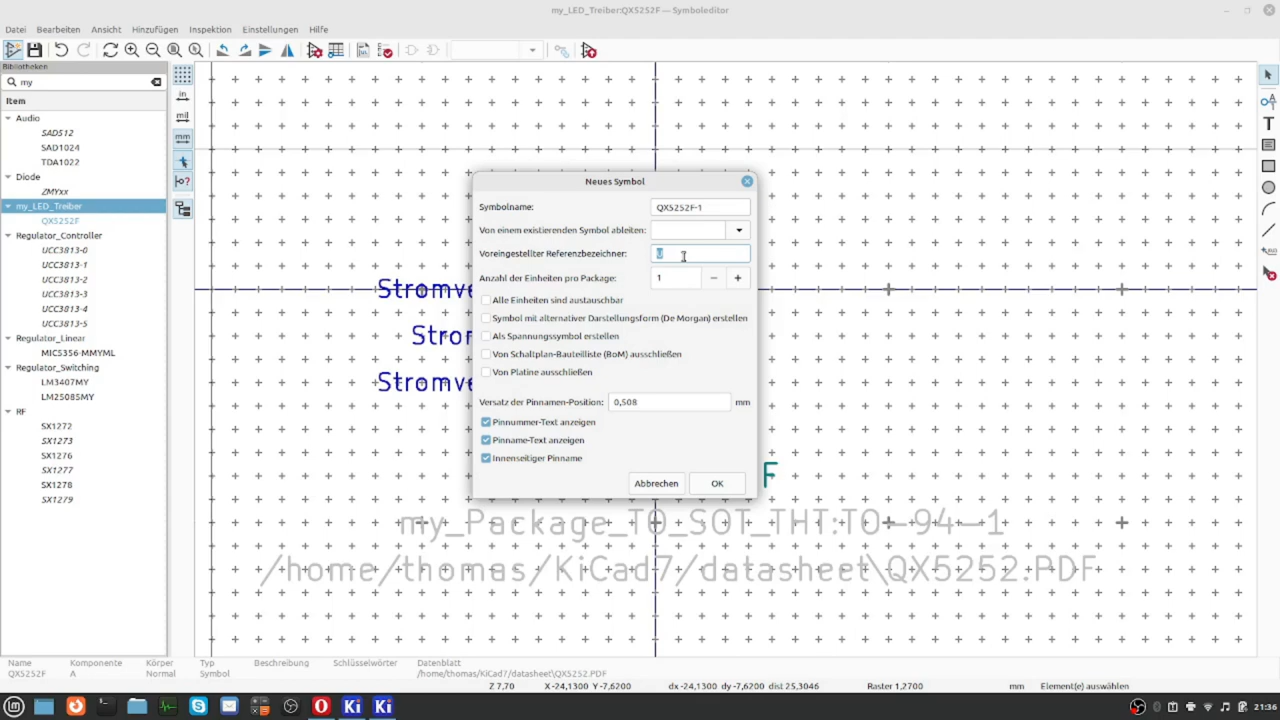 my_LED_Treiber:QX5252F — Symboleditor
Datei Bearbeiten Ansicht Hinzufügen Inspektion Einstellungen Hilfe
Bibliotheken
my
Item
Audio
SAD512
SAD1024
TDA1022
Diode
ZMYxx
my_LED_Treiber
QX5252F
Regulator_Controller
UCC3813-0
UCC3813-1
UCC3813-2
UCC3813-3
UCC3813-4
UCC3813-5
Regulator_Linear
MIC5356-MMYML
Regulator_Switching
LM3407MY
LM25085MY
RF
SX1272
SX1273
SX1276
SX1277
SX1278
SX1279
in
mil
mm
Neues Symbol
Symbolname: QX5252F-1
Von einem existierenden Symbol ableiten:
Voreingestellter Referenzbezeichner: U
Anzahl der Einheiten pro Package: 1
Alle Einheiten sind austauschbar
Symbol mit alternativer Darstellungsform (De Morgan) erstellen
Als Spannungssymbol erstellen
Von Schaltplan-Bauteilliste (BoM) ausschließen
Von Platine ausschließen
Versatz der Pinnamen-Position: 0,508 mm
Pinnummer-Text anzeigen
Pinname-Text anzeigen
Innenseitiger Pinname
Abbrechen OK
Stromve
Stror
Stromve
F
my_Package_TO_SOT_THT:TO-94-1
/home/thomas/KiCad7/datasheet\QX5252.PDF
Name Komponente Körper Typ Beschreibung Schlüsselwörter Datenblatt
QX5252F A Normal Symbol /home/thomas/KiCad7/datasheet\QX5252.PDF
Z 7,70 X -24,1300 Y -7,6200 dx -24,1300 dy -7,6200 dist 25,3046 Raster 1,2700 mm Element(e) auswählen
Ki Ki 21:36